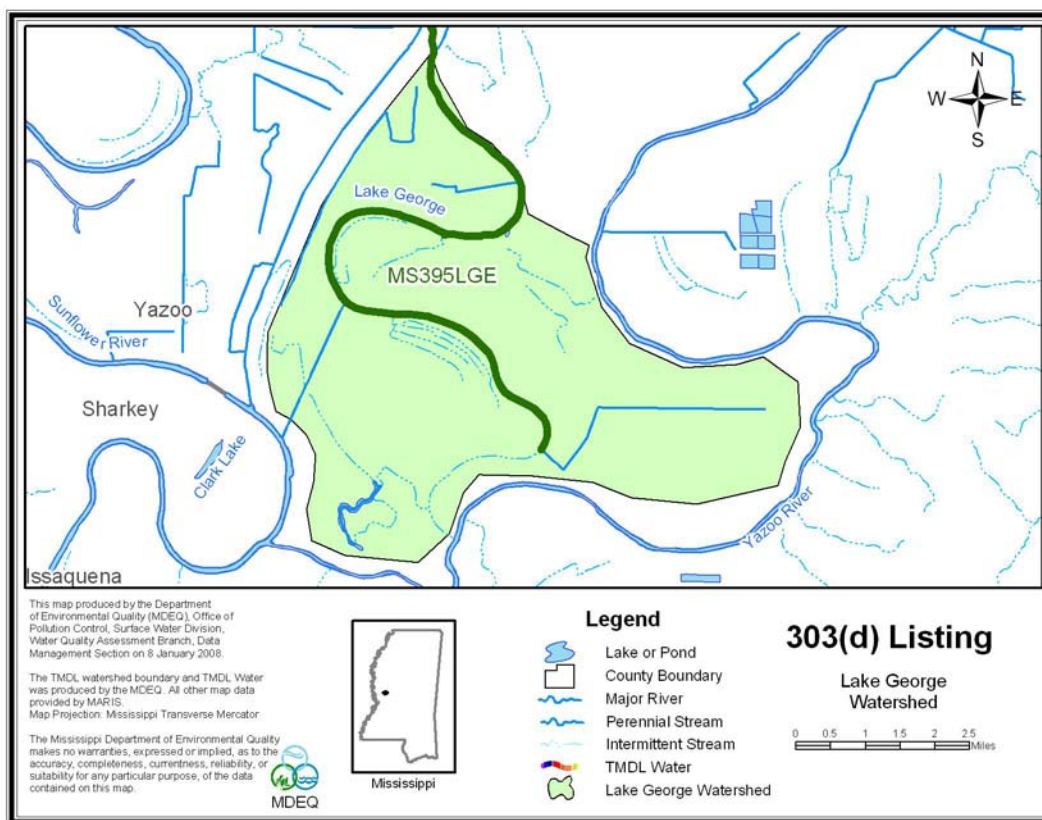 N
W
E
S
Lake George
MS395LGE
Yazoo
Sunflower River
Sharkey
Clark Lake
Yazoo River
Issaquena
This map produced by the Department
of Environmental Quality (MDEQ), Office of
Pollution Control, Surface Water Division,
Water Quality Assessment Branch, Data
Management Section on 8 January 2008.
The TMDL watershed boundary and TMDL Water
was produced by the MDEQ. All other map data
provided by MARIS.
Map Projection: Mississippi Transverse Mercator
The Mississippi Department of Environmental Quality
makes no warranties, expressed or implied, as to the
accuracy, completeness, currentness, reliability, or
suitability for any particular purpose, of the data
contained on this map.
MDEQ
Mississippi
Legend
Lake or Pond
County Boundary
Major River
Perennial Stream
Intermittent Stream
TMDL Water
Lake George Watershed
303(d) Listing
Lake George
Watershed
0 0.5 1 1.5 2 2.5
Miles